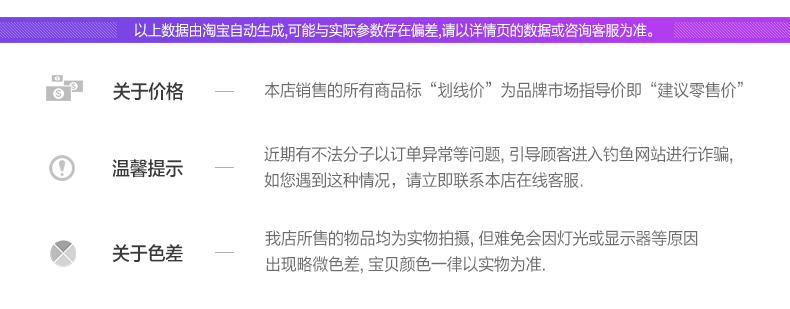 以上数据由淘宝自动生成,可能与实际参数存在偏差,请以详情页的数据或咨询客服为准。
关于价格 — 本店销售的所有商品标“划线价”为品牌市场指导价即“建议零售价”
温馨提示 — 近期有不法分子以订单异常等问题, 引导顾客进入钓鱼网站进行诈骗,
如您遇到这种情况，请立即联系本店在线客服.
关于色差 — 我店所售的物品均为实物拍摄, 但难免会因灯光或显示器等原因
出现略微色差, 宝贝颜色一律以实物为准.